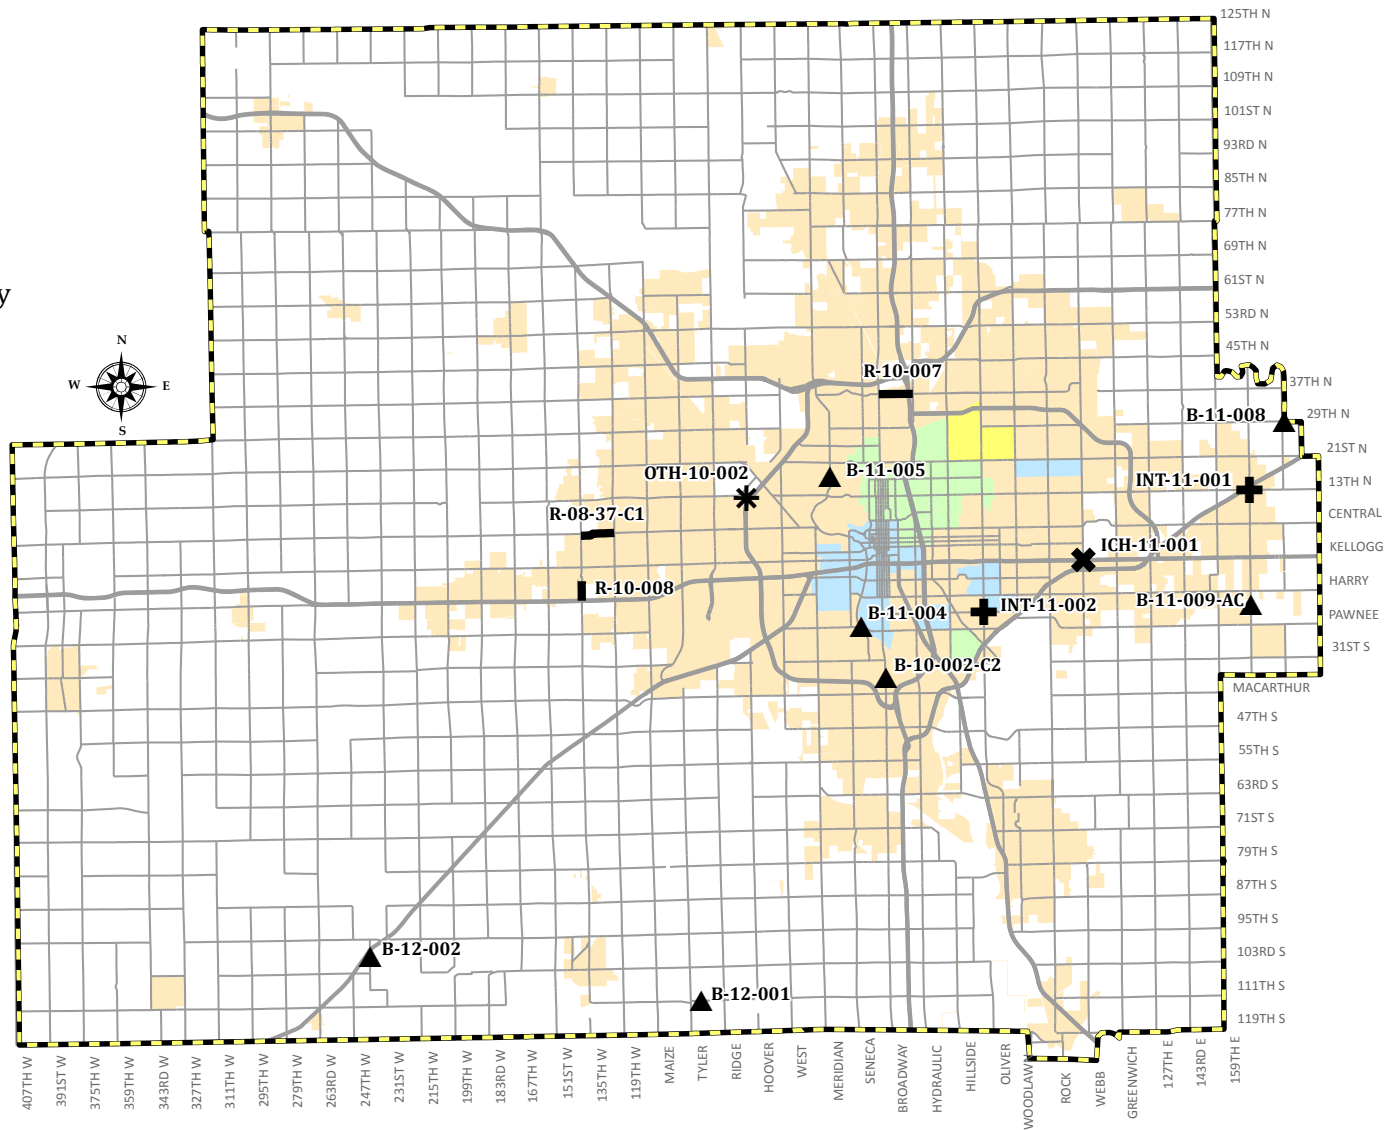 125TH N
117TH N
109TH N
101ST N
93RD N
85TH N
77TH N
69TH N
61ST N
y
53RD N
N
45TH N
R-10-007
W
E
37TH N
S
B-11-008
29TH N
21ST N
OTH-10-002
B-11-005
INT-11-001
13TH N
R-08-37-C1
CENTRAL
ICH-11-001
KELLOGG
R-10-008
HARRY
B-11-004
INT-11-002
B-11-009-AC
PAWNEE
31ST S
B-10-002-C2
MACARTHUR
47TH S
55TH S
63RD S
71ST S
79TH S
87TH S
95TH S
B-12-002
103RD S
111TH S
B-12-001
119TH S
407TH W
391ST W
375TH W
359TH W
343RD W
327TH W
311TH W
295TH W
279TH W
263RD W
247TH W
231ST W
215TH W
199TH W
183RD W
167TH W
151ST W
135TH W
119TH W
MAIZE
TYLER
RIDGE
HOOVER
WEST
MERIDIAN
SENECA
BROADWAY
HYDRAULIC
HILLSIDE
OLIVER
WOODLAWN
ROCK
WEBB
GREENWICH
127TH E
143RD E
159TH E